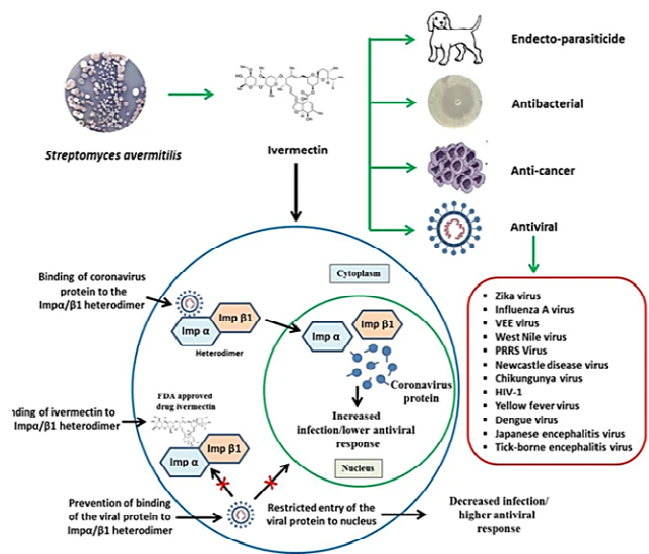 Endecto-parasiticide
Streptomyces avermitilis
Ivermectin
Antibacterial
Anti-cancer
Antiviral
Zika virus
Influenza A virus
VEE virus
West Nile virus
PRRS Virus
Newcastle disease virus
Chikungunya virus
HIV-1
Yellow fever virus
Dengue virus
Japanese encephalitis virus
Tick-borne encephalitis virus
Cytoplasm
Binding of coronavirus
protein to the
Impα/β1 heterodimer
Imp α
Imp β1
Heterodimer
Imp α
Imp β1
Coronavirus
protein
Increased
infection/lower antiviral
response
Nucleus
FDA approved
drug ivermectin
nding of ivermectin to
Impα/β1 heterodimer
Imp α
Imp β1
Prevention of binding
of the viral protein to
Impα/β1 heterodimer
Restricted entry of the
viral protein to nucleus
Decreased infection/
higher antiviral
response